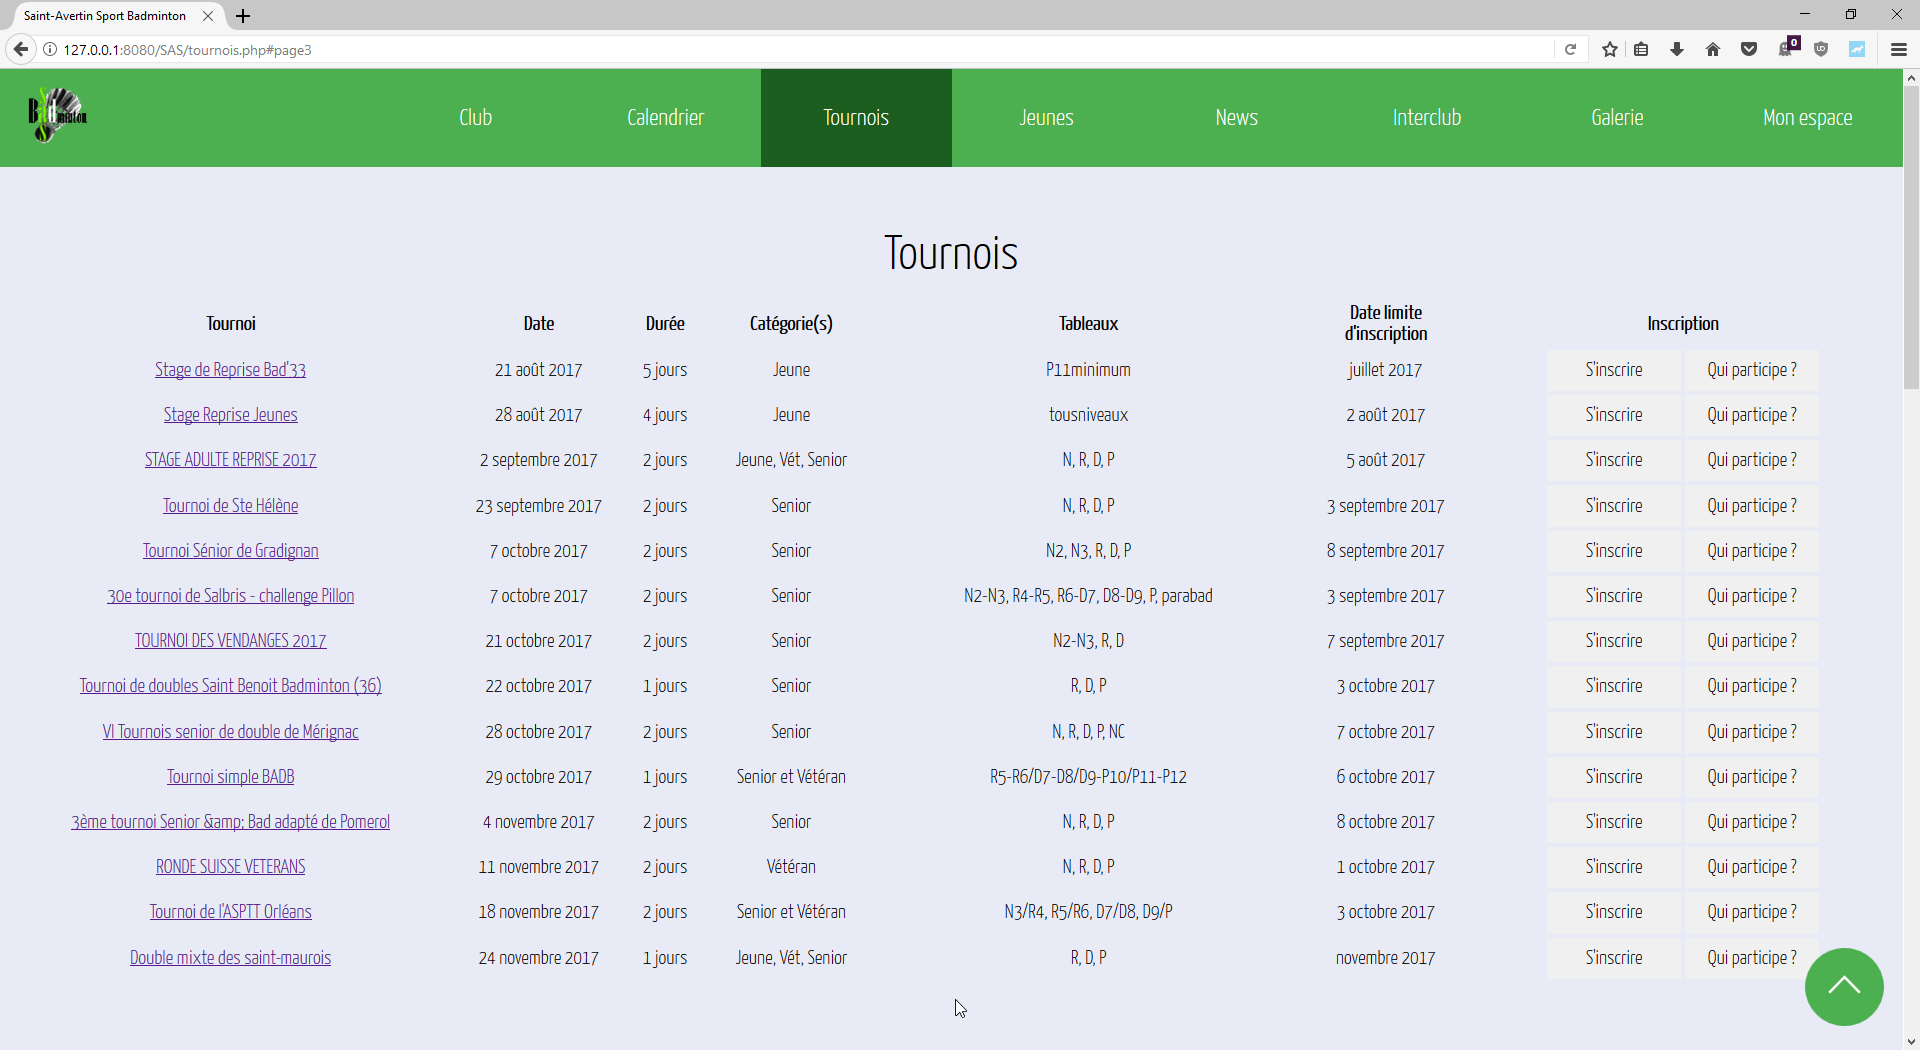 Saint-Avertin Sport Badminton
127.0.0.1:8080/SAS/tournois.php#page3
0
Badminton
Club Calendrier Tournois Jeunes News Interclub Galerie Mon espace
Tournois
Tournoi Date Durée Catégorie(s) Tableaux Date limite d'inscription Inscription
Stage de Reprise Bad'33 21 août 2017 5 jours Jeune P11minimum juillet 2017 S'inscrire Qui participe ?
Stage Reprise Jeunes 28 août 2017 4 jours Jeune tousniveaux 2 août 2017 S'inscrire Qui participe ?
STAGE ADULTE REPRISE 2017 2 septembre 2017 2 jours Jeune, Vét, Senior N, R, D, P 5 août 2017 S'inscrire Qui participe ?
Tournoi de Ste Hélène 23 septembre 2017 2 jours Senior N, R, D, P 3 septembre 2017 S'inscrire Qui participe ?
Tournoi Sénior de Gradignan 7 octobre 2017 2 jours Senior N2, N3, R, D, P 8 septembre 2017 S'inscrire Qui participe ?
30e tournoi de Salbris - challenge Pillon 7 octobre 2017 2 jours Senior N2-N3, R4-R5, R6-D7, D8-D9, P, parabad 3 septembre 2017 S'inscrire Qui participe ?
TOURNOI DES VENDANGES 2017 21 octobre 2017 2 jours Senior N2-N3, R, D 7 septembre 2017 S'inscrire Qui participe ?
Tournoi de doubles Saint Benoit Badminton (36) 22 octobre 2017 1 jours Senior R, D, P 3 octobre 2017 S'inscrire Qui participe ?
VI Tournois senior de double de Mérignac 28 octobre 2017 2 jours Senior N, R, D, P, NC 7 octobre 2017 S'inscrire Qui participe ?
Tournoi simple BADB 29 octobre 2017 1 jours Senior et Vétéran R5-R6/D7-D8/D9-P10/P11-P12 6 octobre 2017 S'inscrire Qui participe ?
3ème tournoi Senior &amp; Bad adapté de Pomerol 4 novembre 2017 2 jours Senior N, R, D, P 8 octobre 2017 S'inscrire Qui participe ?
RONDE SUISSE VETERANS 11 novembre 2017 2 jours Vétéran N, R, D, P 1 octobre 2017 S'inscrire Qui participe ?
Tournoi de l'ASPTT Orléans 18 novembre 2017 2 jours Senior et Vétéran N3/R4, R5/R6, D7/D8, D9/P 3 octobre 2017 S'inscrire Qui participe ?
Double mixte des saint-maurois 24 novembre 2017 1 jours Jeune, Vét, Senior R, D, P novembre 2017 S'inscrire Qui participe ?